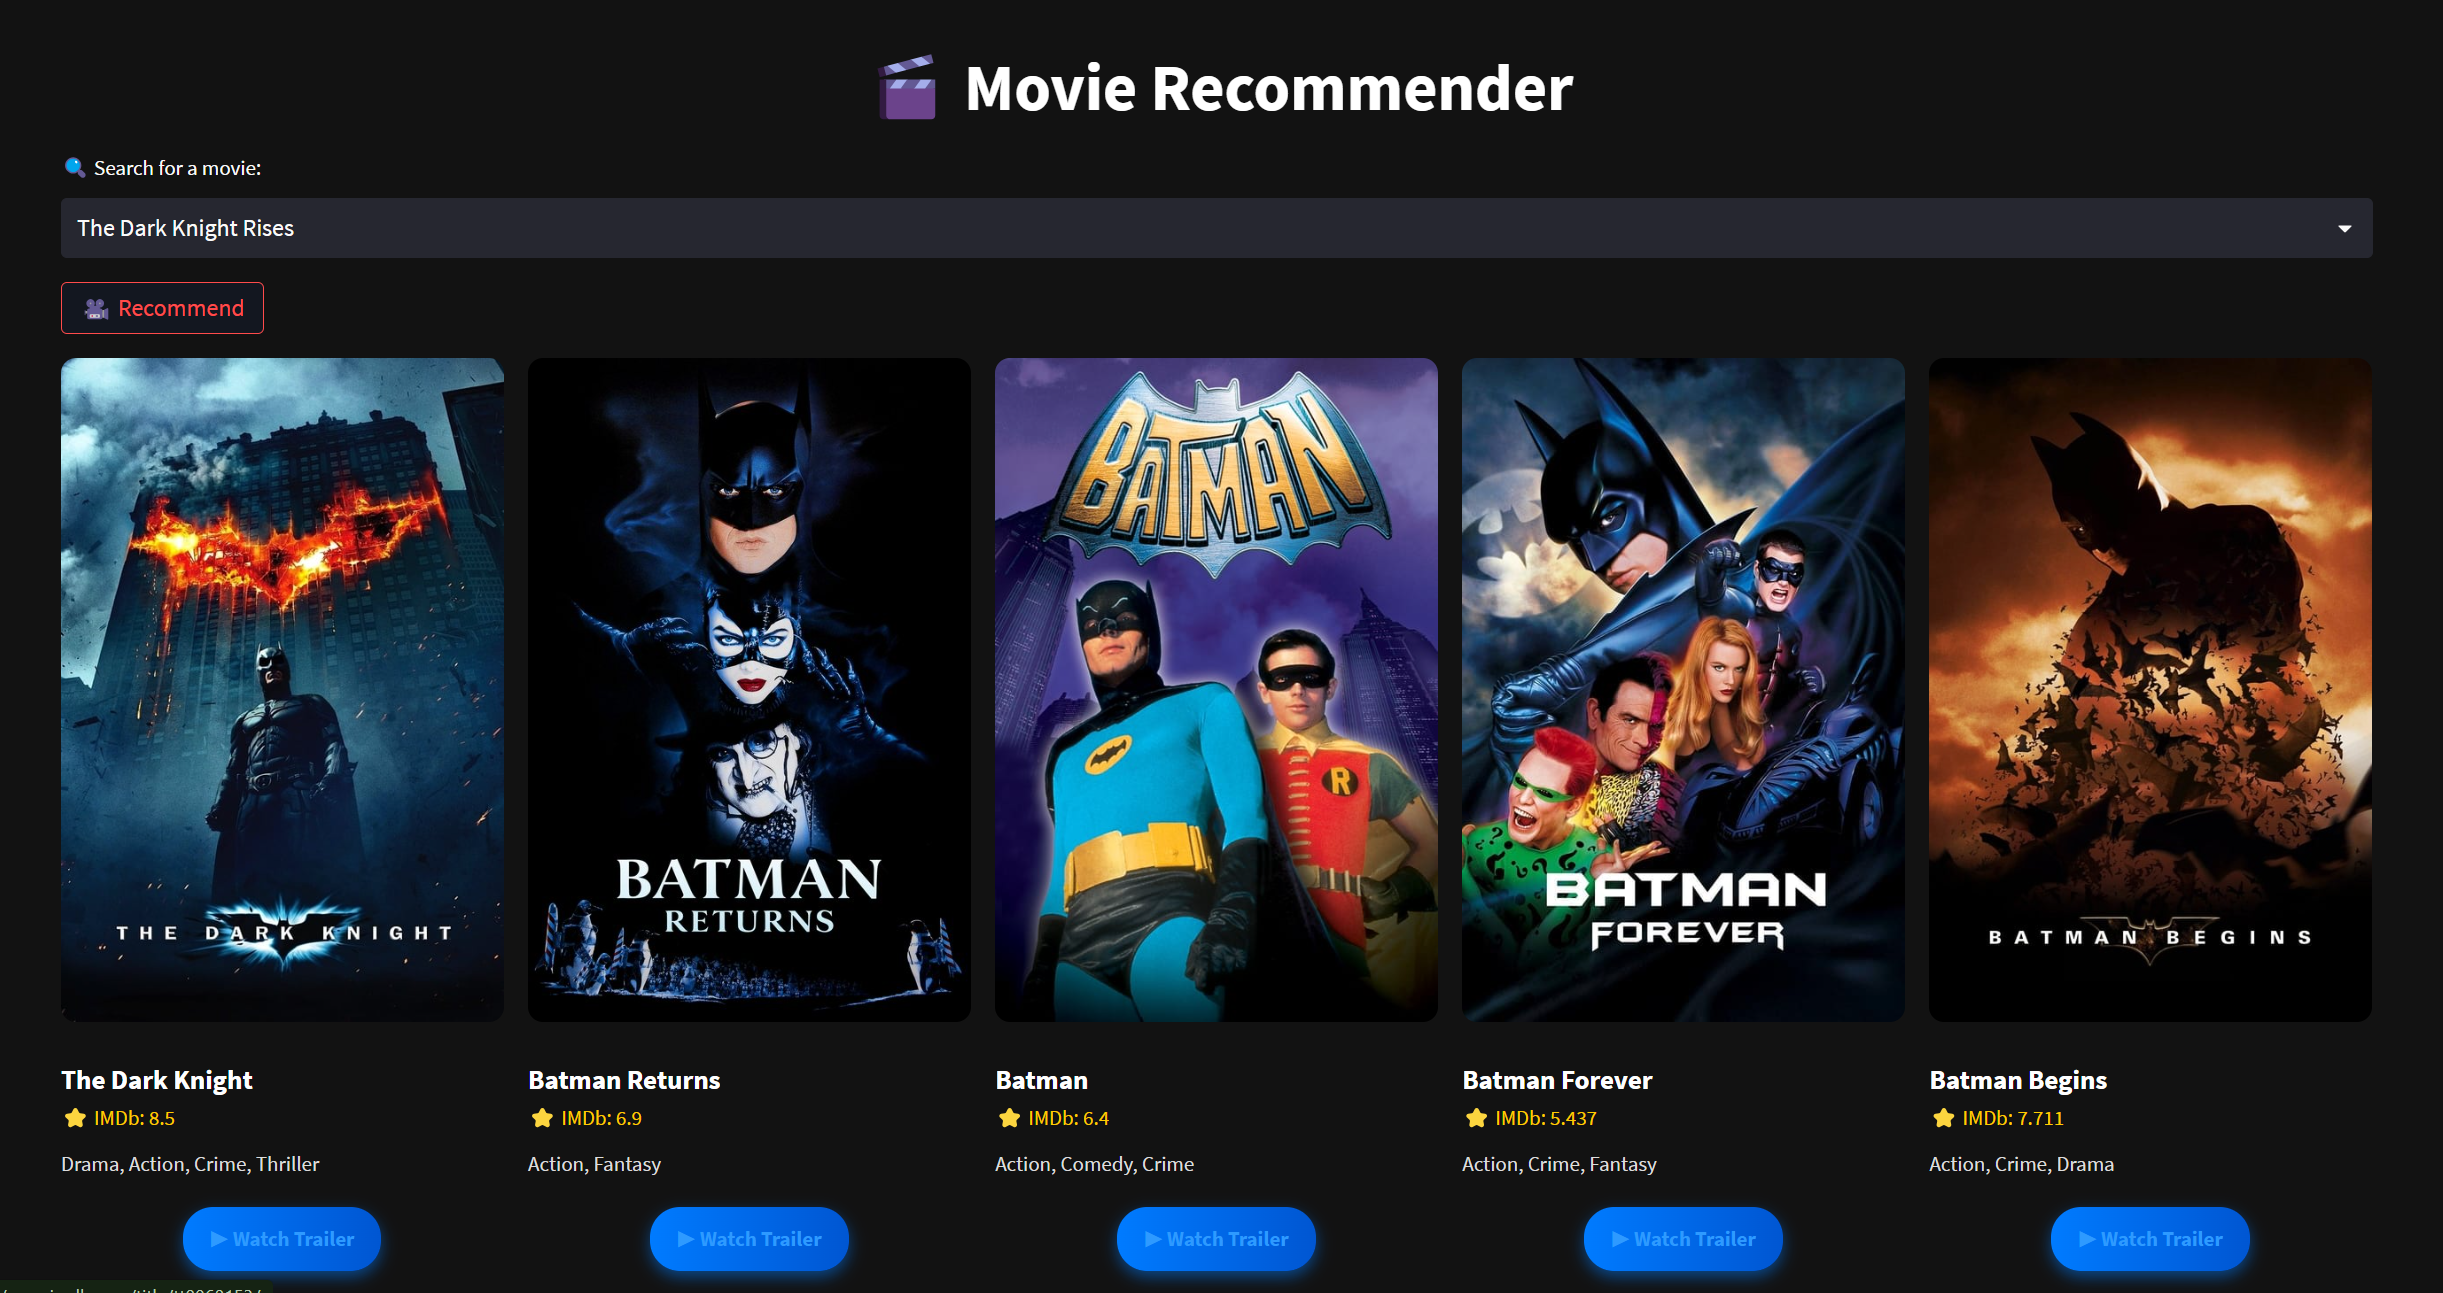 Movie Recommender
Search for a movie:
The Dark Knight Rises
Recommend
THE DARK KNIGHT
BATMAN
RETURNS
BATMAN
R
BATMAN
FOREVER
BATMAN BEGINS
The Dark Knight
IMDb: 8.5
Drama, Action, Crime, Thriller
Watch Trailer
Batman Returns
IMDb: 6.9
Action, Fantasy
Watch Trailer
Batman
IMDb: 6.4
Action, Comedy, Crime
Watch Trailer
Batman Forever
IMDb: 5.437
Action, Crime, Fantasy
Watch Trailer
Batman Begins
IMDb: 7.711
Action, Crime, Drama
Watch Trailer